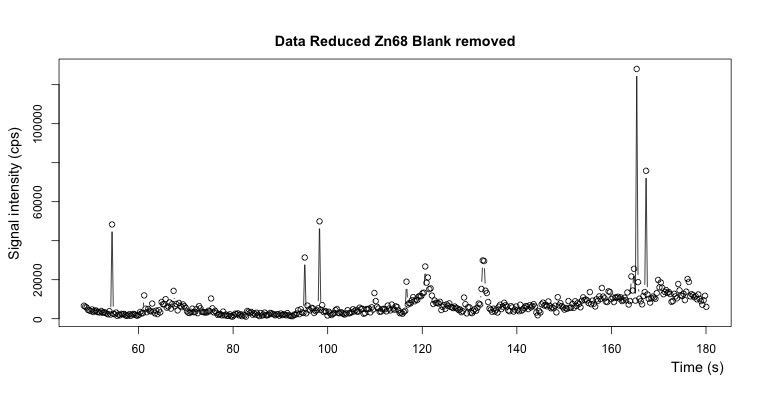 Data Reduced Zn68 Blank removed
Signal intensity (cps)
100000
60000
20000
0
60 80 100 120 140 160 180
Time (s)